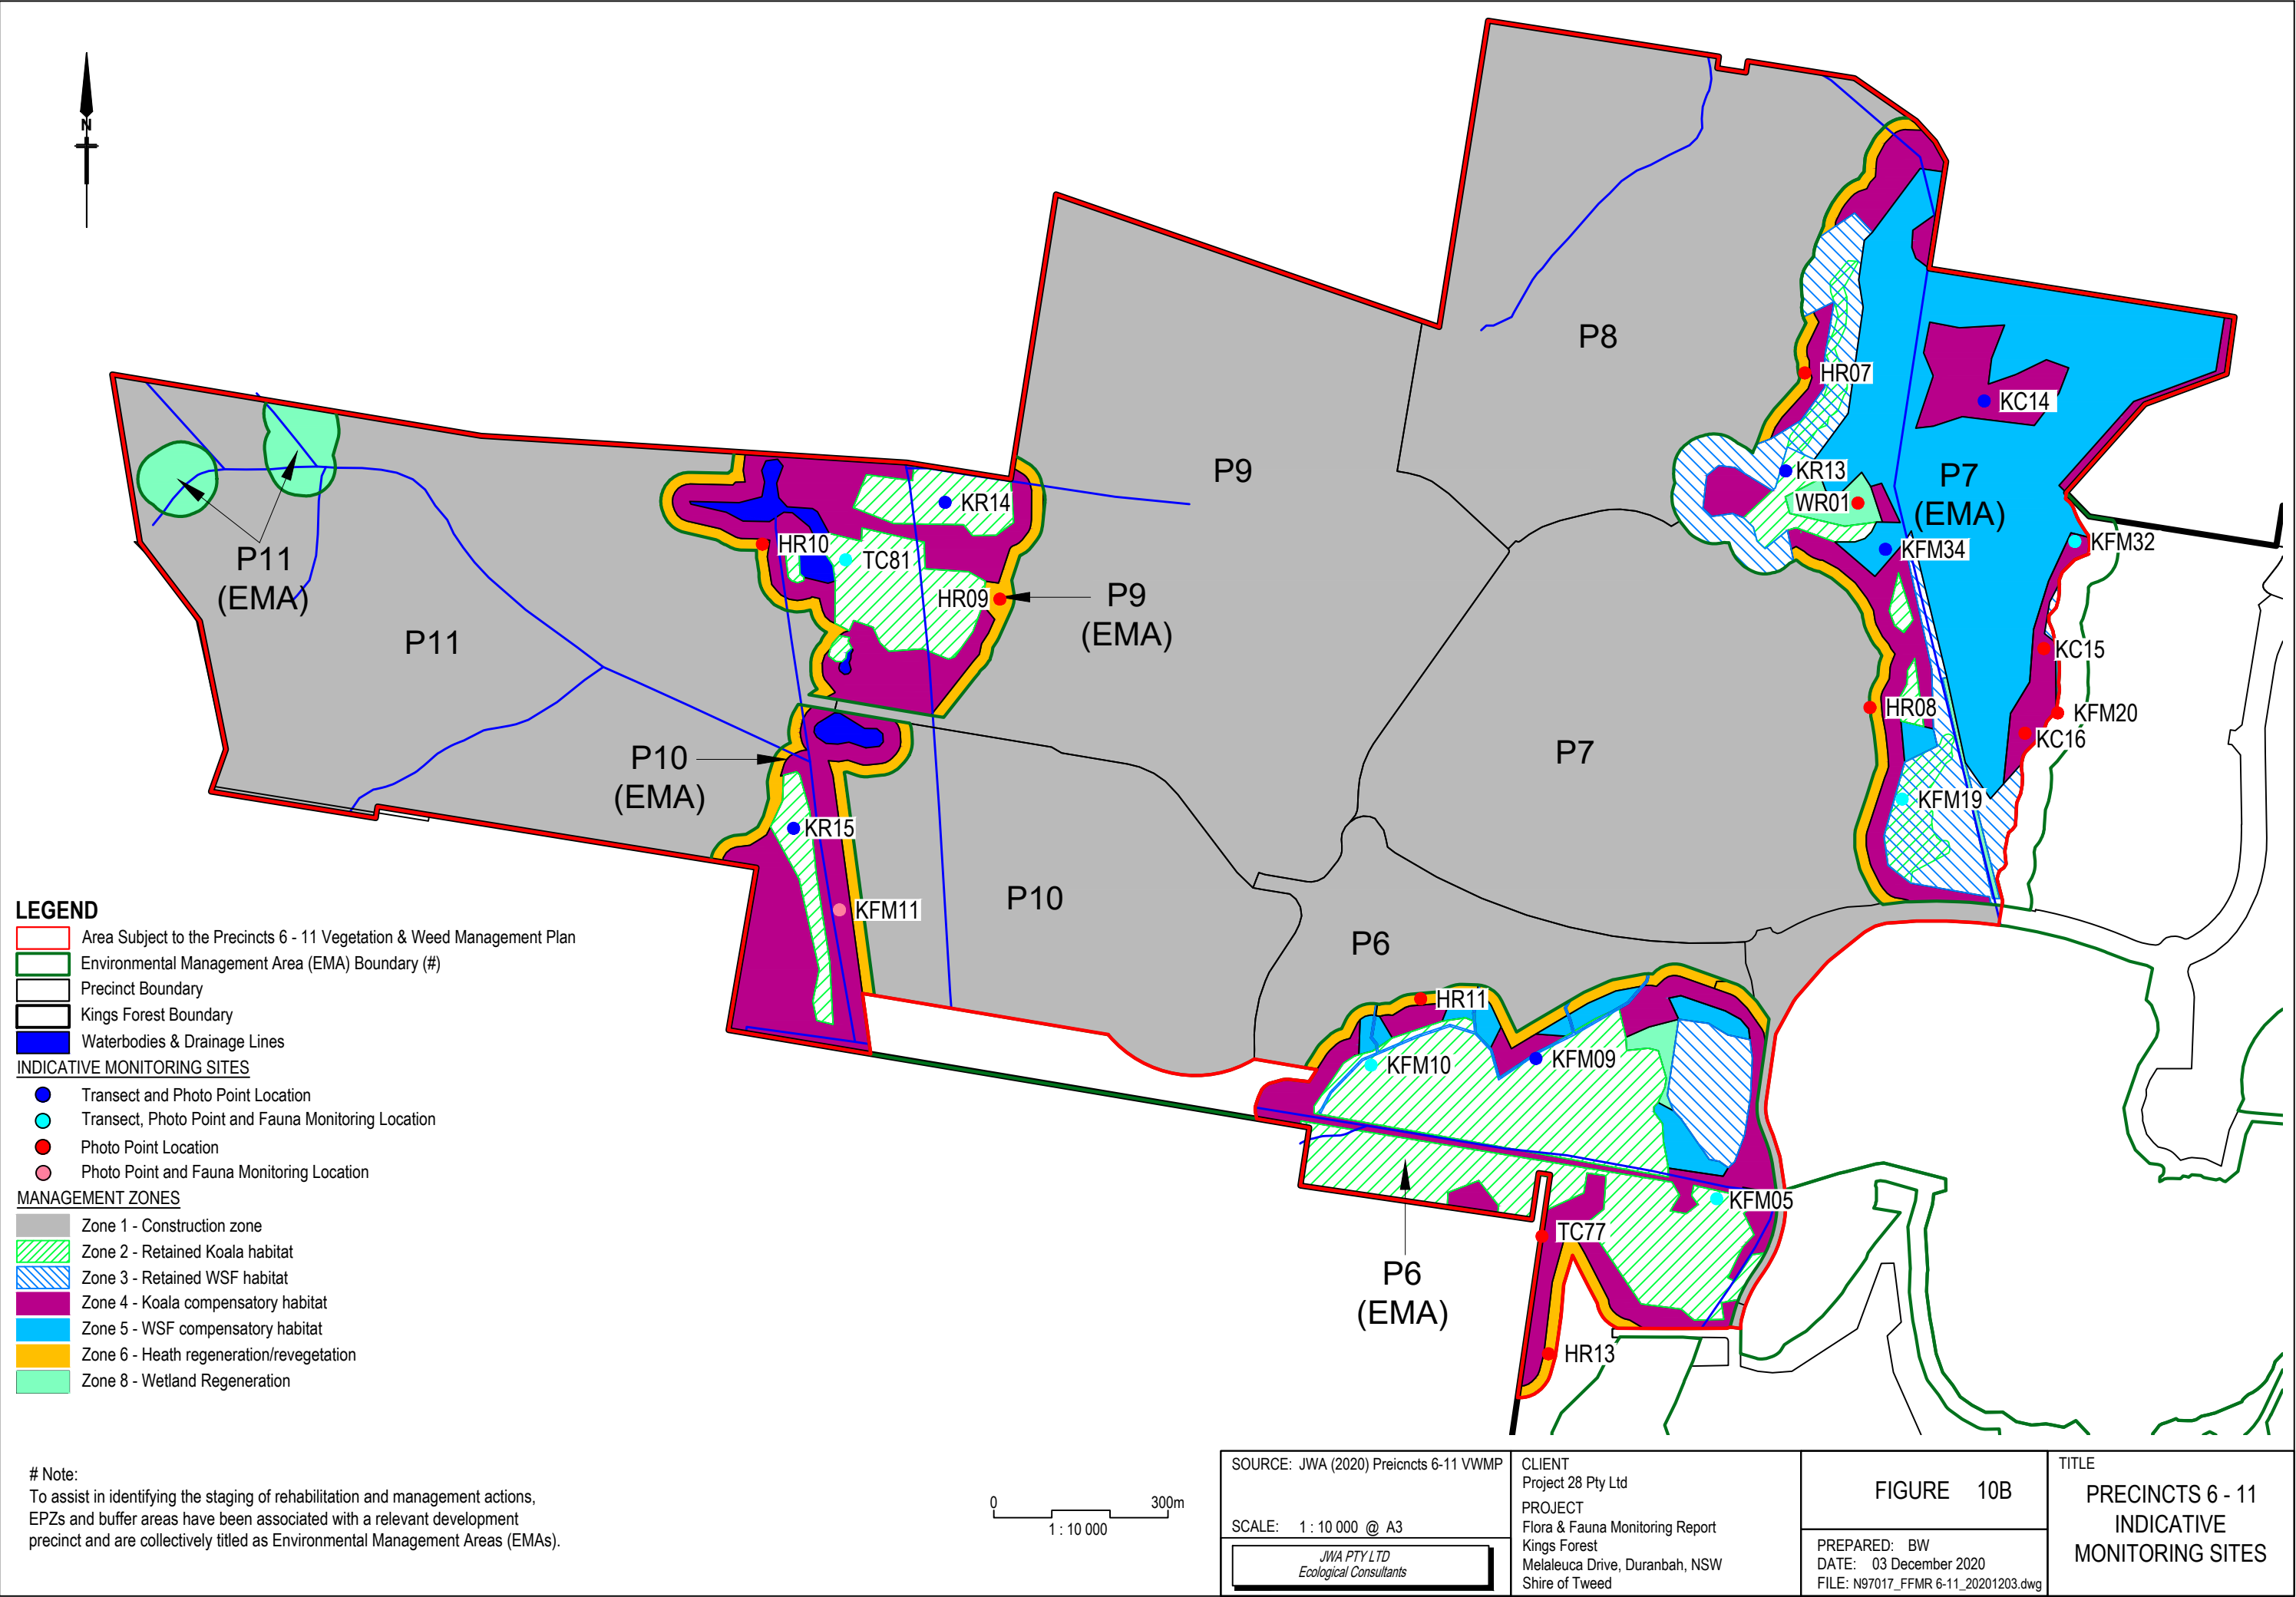 N
P8
HR07
KC14
P9
KR13
P7
(EMA)
WR01
KR14
HR10
TC81
KFM34
KFM32
P11
(EMA)
HR09
P9
(EMA)
P11
KC15
HR08
KFM20
KC16
P10
(EMA)
P7
KFM19
KR15
P10
KFM11
P6
HR11
KFM10
KFM09
KFM05
TC77
P6
(EMA)
HR13
LEGEND
Area Subject to the Precincts 6 - 11 Vegetation & Weed Management Plan
Environmental Management Area (EMA) Boundary (#)
Precinct Boundary
Kings Forest Boundary
Waterbodies & Drainage Lines
INDICATIVE MONITORING SITES
Transect and Photo Point Location
Transect, Photo Point and Fauna Monitoring Location
Photo Point Location
Photo Point and Fauna Monitoring Location
MANAGEMENT ZONES
Zone 1 - Construction zone
Zone 2 - Retained Koala habitat
Zone 3 - Retained WSF habitat
Zone 4 - Koala compensatory habitat
Zone 5 - WSF compensatory habitat
Zone 6 - Heath regeneration/revegetation
Zone 8 - Wetland Regeneration
# Note:
To assist in identifying the staging of rehabilitation and management actions,
EPZs and buffer areas have been associated with a relevant development
precinct and are collectively titled as Environmental Management Areas (EMAs).
0 300m
1 : 10 000
SOURCE: JWA (2020) Preicncts 6-11 VWMP
SCALE: 1 : 10 000 @ A3
JWA PTY LTD
Ecological Consultants
CLIENT
Project 28 Pty Ltd
PROJECT
Flora & Fauna Monitoring Report
Kings Forest
Melaleuca Drive, Duranbah, NSW
Shire of Tweed
FIGURE 10B
PREPARED: BW
DATE: 03 December 2020
FILE: N97017_FFMR 6-11_20201203.dwg
TITLE
PRECINCTS 6 - 11
INDICATIVE
MONITORING SITES